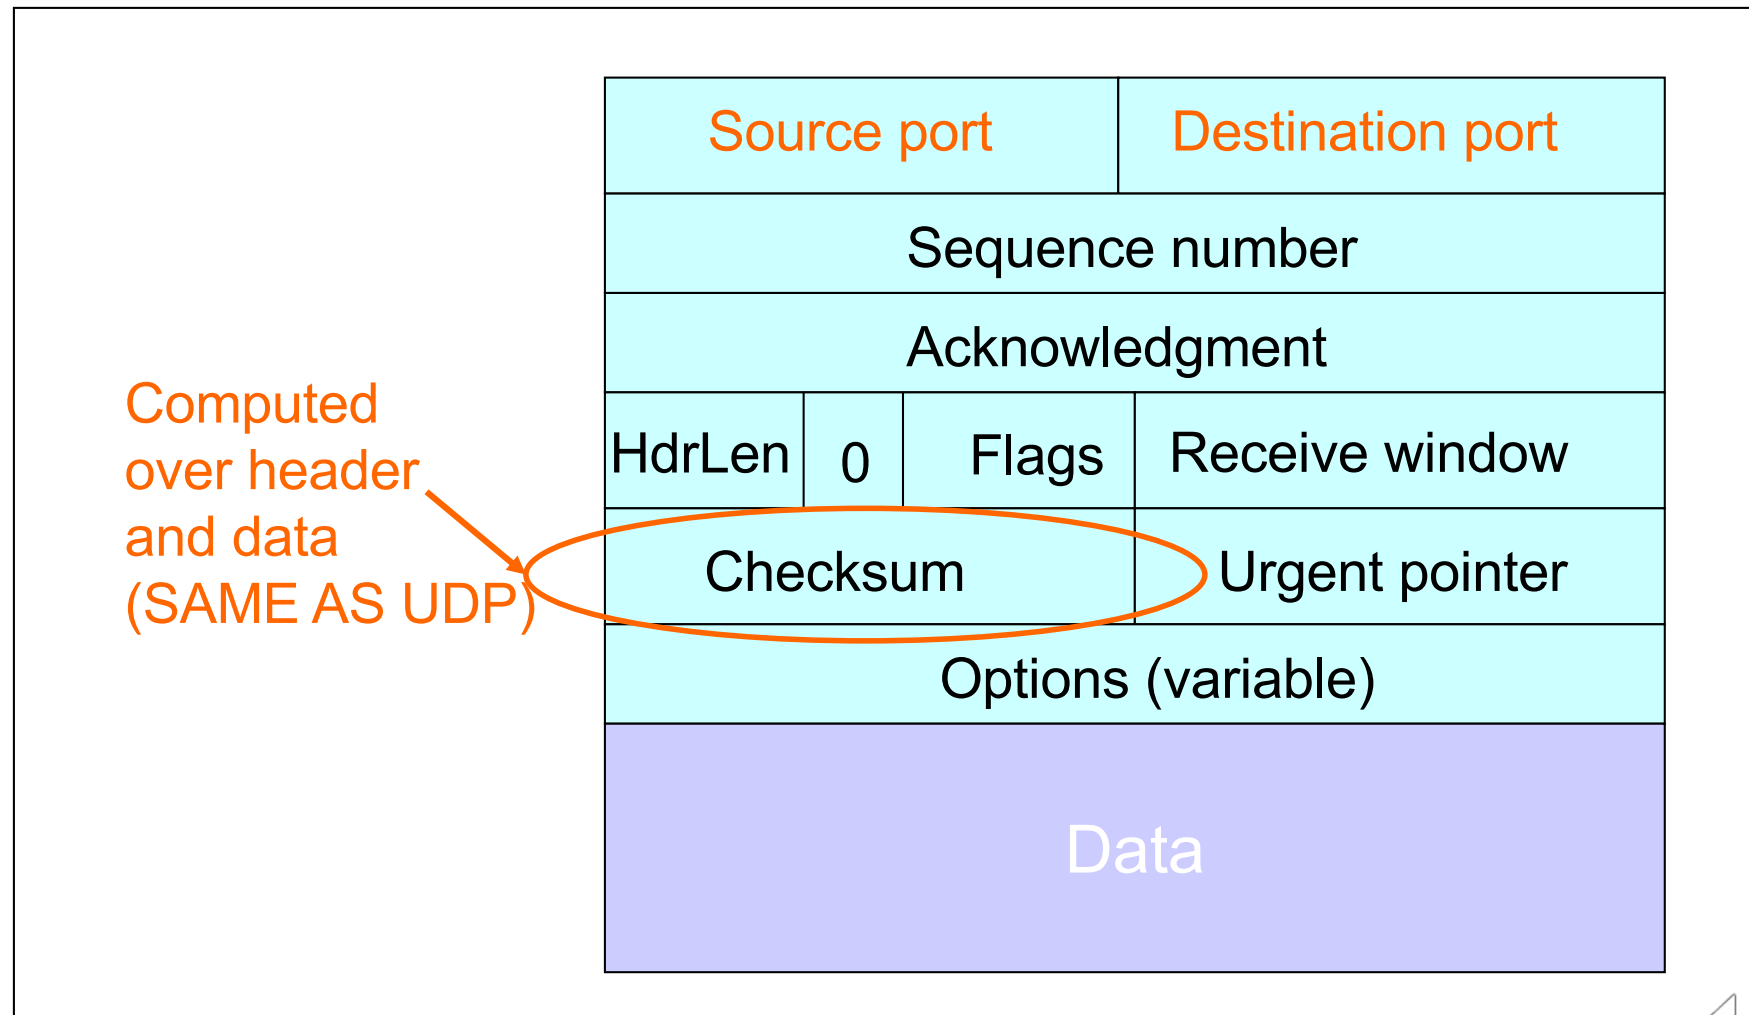 Source port
Destination port
Sequence number
Acknowledgment
HdrLen
0
Flags
Receive window
Checksum
Urgent pointer
Options (variable)
Data
Computed
over header
and data
(SAME AS UDP)